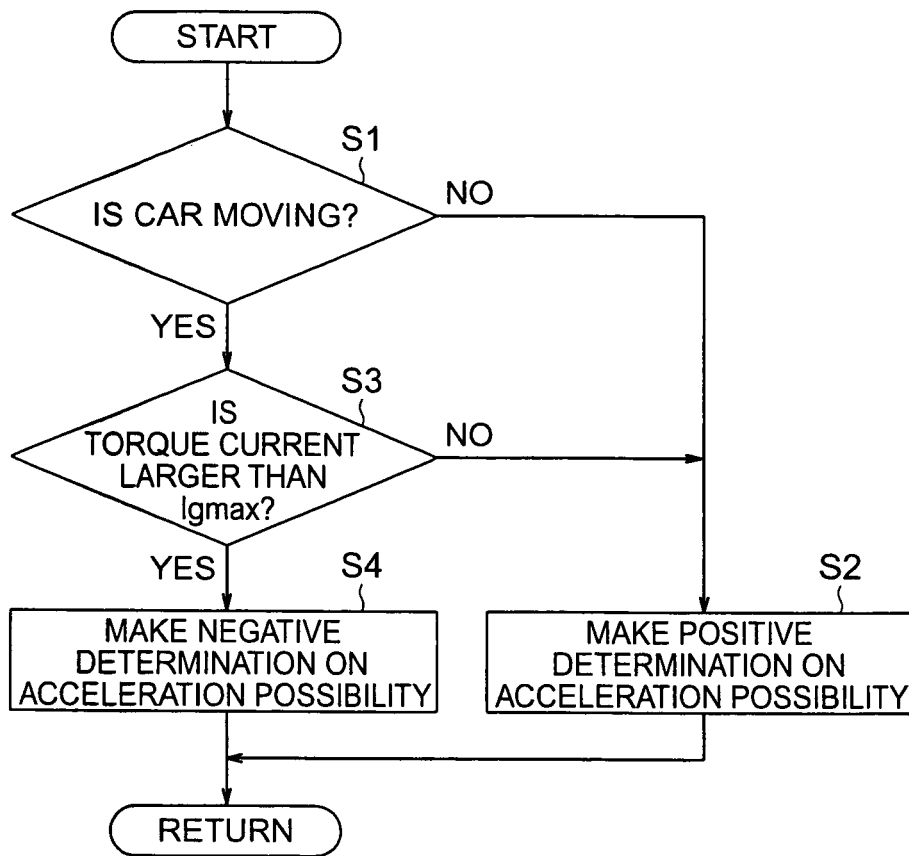 START
S1
IS CAR MOVING?
NO
YES
S3
IS
TORQUE CURRENT
LARGER THAN
Igmax?
NO
YES
S4
MAKE NEGATIVE
DETERMINATION ON
ACCELERATION POSSIBILITY
S2
MAKE POSITIVE
DETERMINATION ON
ACCELERATION POSSIBILITY
RETURN